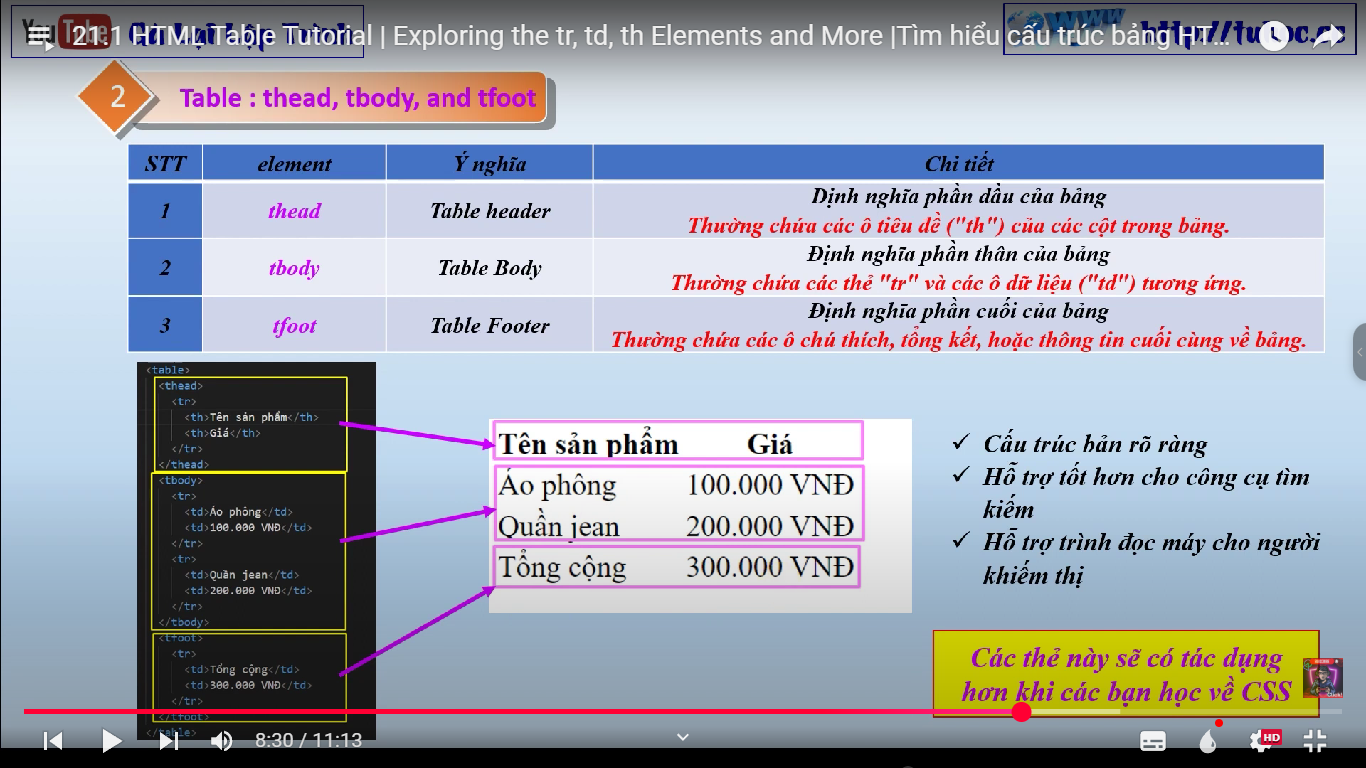 YouTube
21.1 HTML Table Tutorial | Exploring the tr, td, th Elements and More |Tìm hiểu cấu trúc bảng HT...
2
Table : thead, tbody, and tfoot
STT element Ý nghĩa Chi tiết
1 thead Table header Định nghĩa phần đầu của bảng
Thường chứa các ô tiêu đề ("th") của các cột trong bảng.
2 tbody Table Body Định nghĩa phần thân của bảng
Thường chứa các thẻ "tr" và các ô dữ liệu ("td") tương ứng.
3 tfoot Table Footer Định nghĩa phần cuối của bảng
Thường chứa các ô chú thích, tổng kết, hoặc thông tin cuối cùng về bảng.
<table>
<thead>
<tr>
<th>Tên sản phẩm</th>
<th>Giá</th>
</tr>
</thead>
<tbody>
<tr>
<td>Áo phông</td>
<td>100.000 VNĐ</td>
</tr>
<tr>
<td>Quần jean</td>
<td>200.000 VNĐ</td>
</tr>
</tbody>
<tfoot>
<tr>
<td>Tổng cộng</td>
<td>300.000 VNĐ</td>
</tr>
</tfoot>
</table>
Tên sản phẩm Giá
Áo phông 100.000 VNĐ
Quần jean 200.000 VNĐ
Tổng cộng 300.000 VNĐ
Cấu trúc bản rõ ràng
Hỗ trợ tốt hơn cho công cụ tìm
kiếm
Hỗ trợ trình đọc máy cho người
khiếm thị
Các thẻ này sẽ có tác dụng
hơn khi các bạn học về CSS
8:30 / 11:13
HD